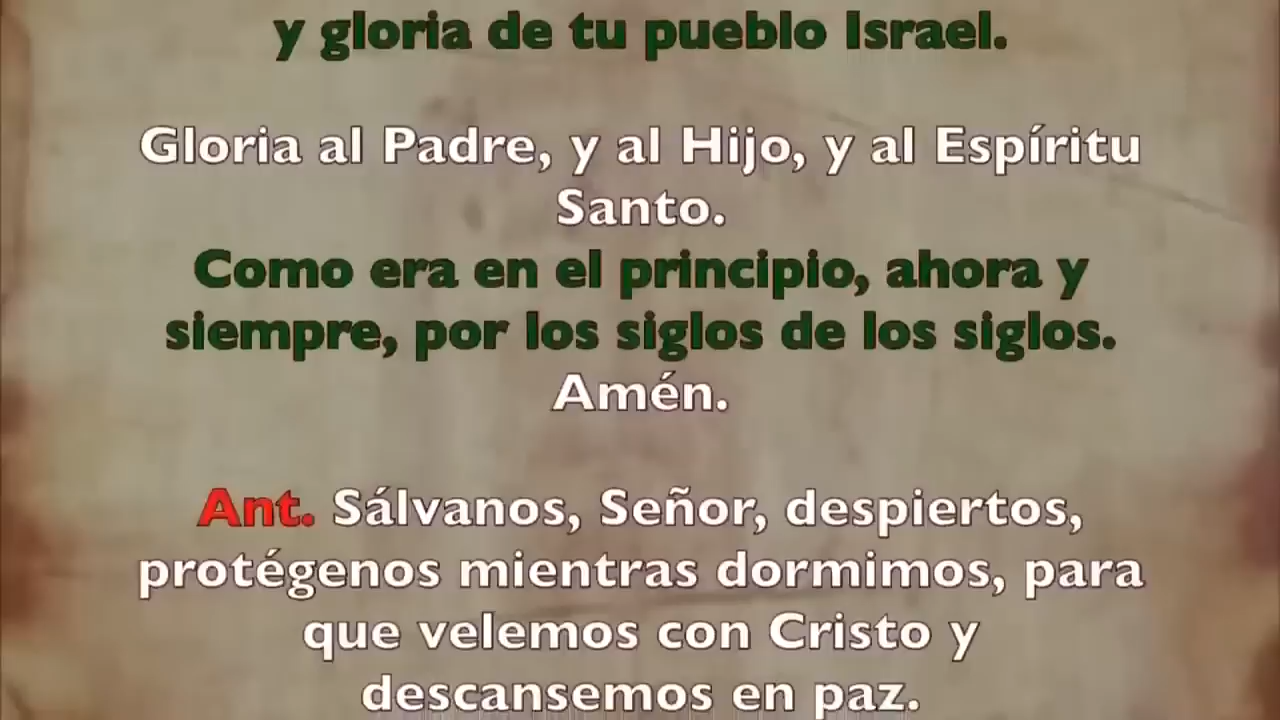 y gloria de tu pueblo Israel.
Gloria al Padre, y al Hijo, y al Espíritu
Santo.
Como era en el principio, ahora y
siempre, por los siglos de los siglos.
Amén.
Ant. Sálvanos, Señor, despiertos,
protégenos mientras dormimos, para
que velemos con Cristo y
descansemos en paz.